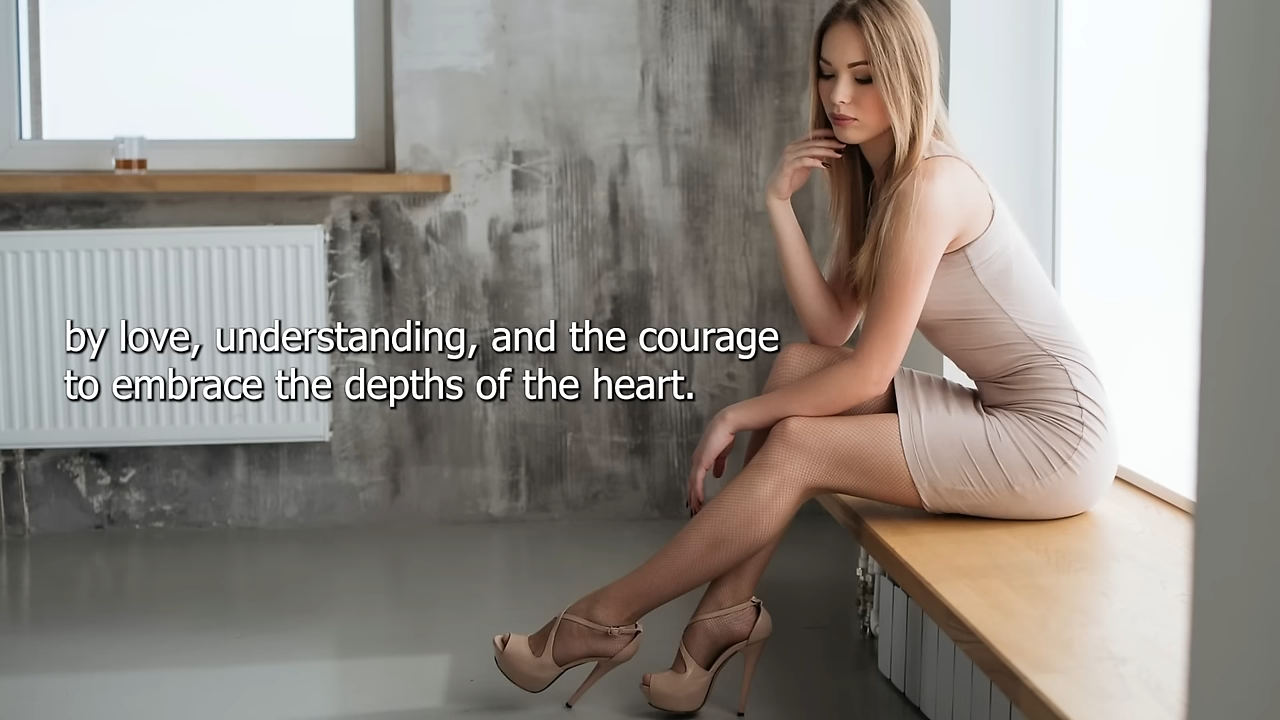 by love, understanding, and the courage
to embrace the depths of the heart.